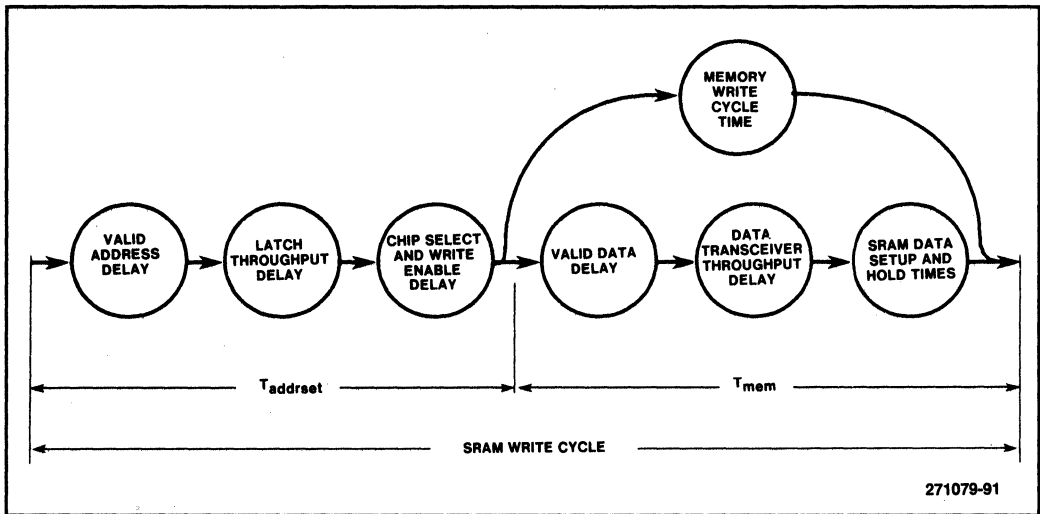 MEMORY
WRITE
CYCLE
TIME
VALID
ADDRESS
DELAY
LATCH
THROUGHPUT
DELAY
CHIP SELECT
AND WRITE
ENABLE
DELAY
VALID DATA
DELAY
DATA
TRANSCEIVER
THROUGHPUT
DELAY
SRAM DATA
SETUP AND
HOLD TIMES
Taddrset
Tmem
SRAM WRITE CYCLE
271079-91